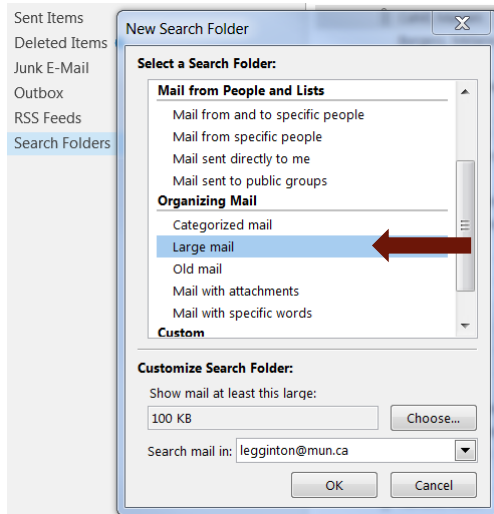 Sent Items
Deleted Items
Junk E-Mail
Outbox
RSS Feeds
Search Folders
New Search Folder
Select a Search Folder:
Mail from People and Lists
Mail from and to specific people
Mail from specific people
Mail sent directly to me
Mail sent to public groups
Organizing Mail
Categorized mail
Large mail
Old mail
Mail with attachments
Mail with specific words
Custom
Customize Search Folder:
Show mail at least this large:
100 KB
Choose...
Search mail in: legginton@mun.ca
OK Cancel